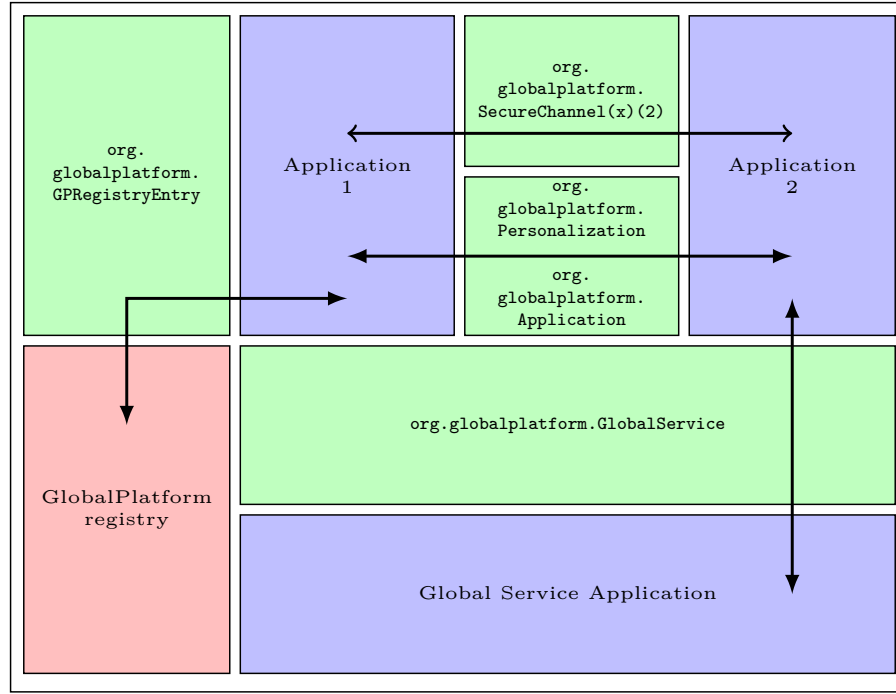 org.
globalplatform.
GPRegistryEntry
Application
1
org.
globalplatform.
SecureChannel(x)(2)
org.
globalplatform.
Personalization
org.
globalplatform.
Application
Application
2
org.globalplatform.GlobalService
GlobalPlatform
registry
Global Service Application